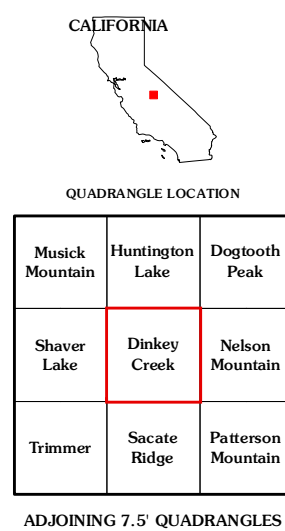 CALIFORNIA
QUADRANGLE LOCATION
Musick
Mountain
Huntington
Lake
Dogtooth
Peak
Shaver
Lake
Dinkey
Creek
Nelson
Mountain
Trimmer
Sacate
Ridge
Patterson
Mountain
ADJOINING 7.5' QUADRANGLES